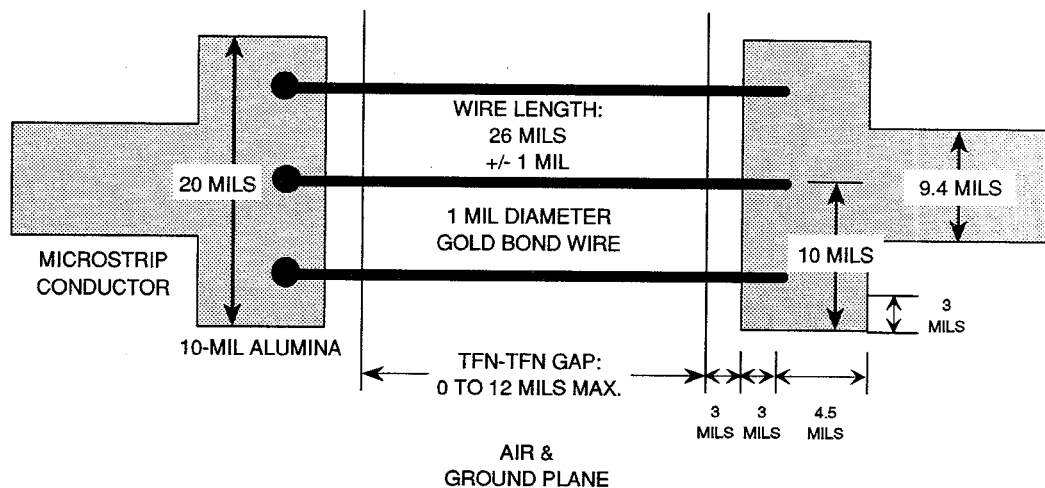 WIRE LENGTH:
26 MILS
+/- 1 MIL
20 MILS
9.4 MILS
1 MIL DIAMETER
GOLD BOND WIRE
10 MILS
MICROSTRIP
CONDUCTOR
3
MILS
10-MIL ALUMINA
TFN-TFN GAP:
0 TO 12 MILS MAX.
3
MILS
3
MILS
4.5
MILS
AIR &
GROUND PLANE